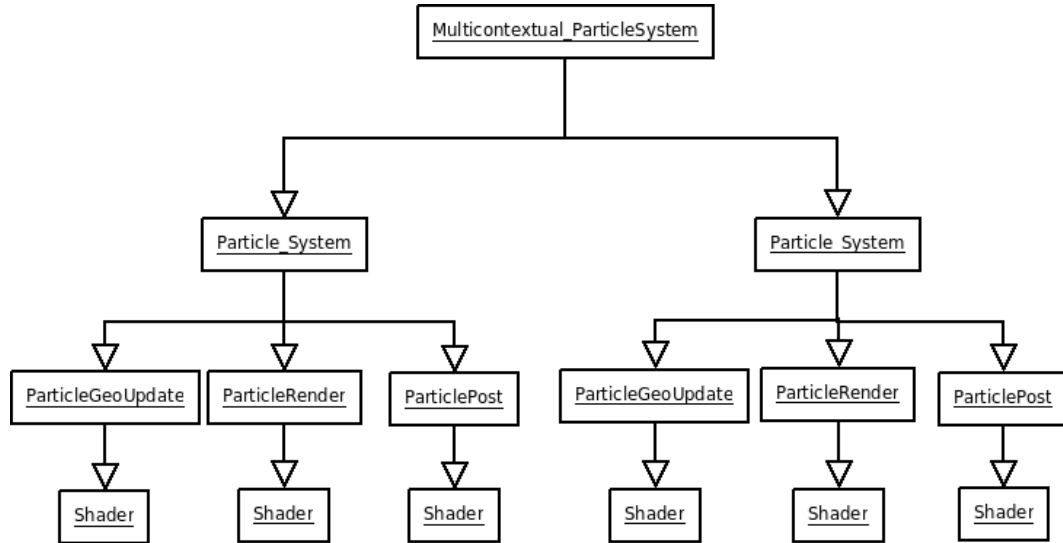 Multicontextual_ParticleSystem
Particle_System
Particle_System
ParticleGeoUpdate
ParticleRender
ParticlePost
ParticleGeoUpdate
ParticleRender
ParticlePost
Shader
Shader
Shader
Shader
Shader
Shader